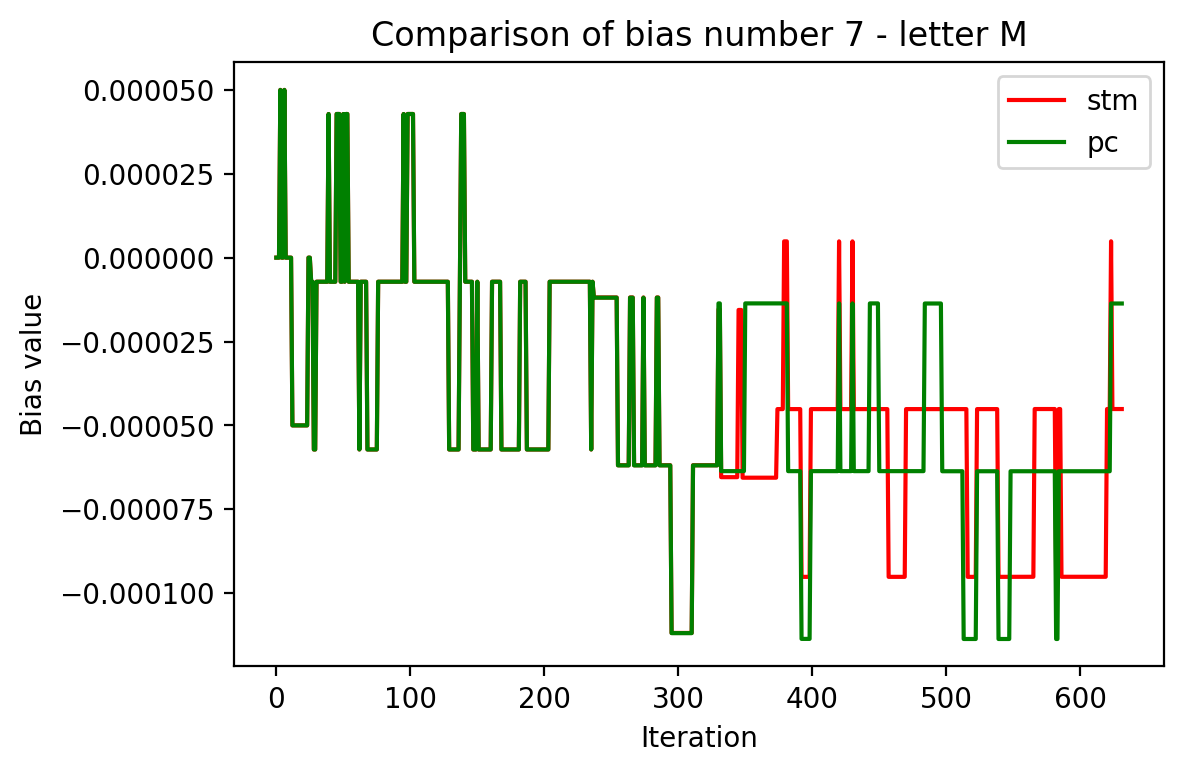 Comparison of bias number 7 - letter M
stm
pc
0.000050
0.000025
0.000000
−0.000025
−0.000050
−0.000075
−0.000100
Bias value
0 100 200 300 400 500 600
Iteration